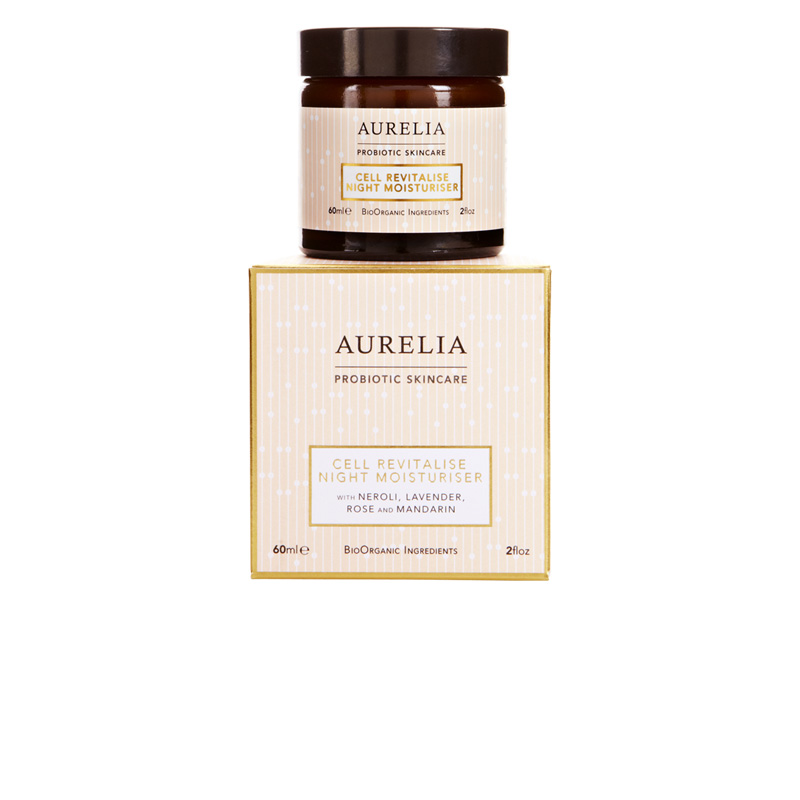 AURELIA
PROBIOTIC SKINCARE
CELL REVITALISE
NIGHT MOISTURISER
60ml℮ BioOrganic Ingredients 2floz
AURELIA
PROBIOTIC SKINCARE
CELL REVITALISE
NIGHT MOISTURISER
WITH NEROLI, LAVENDER,
ROSE AND MANDARIN
60ml℮ BioOrganic Ingredients 2floz